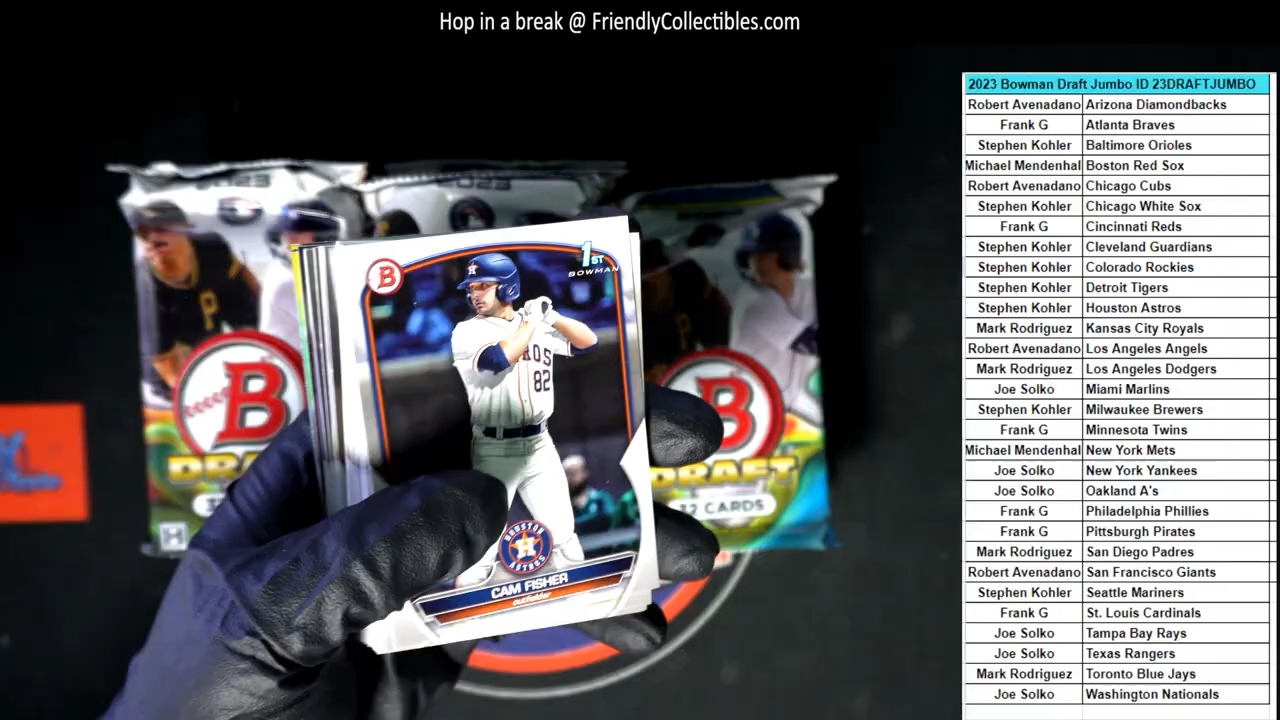 Hop in a break @ FriendlyCollectibles.com
2023 Bowman Draft Jumbo ID 23DRAFTJUMBO
Robert Avenadano Arizona Diamondbacks
Frank G Atlanta Braves
Stephen Kohler Baltimore Orioles
Michael Mendenhal Boston Red Sox
Robert Avenadano Chicago Cubs
Stephen Kohler Chicago White Sox
Frank G Cincinnati Reds
Stephen Kohler Cleveland Guardians
Stephen Kohler Colorado Rockies
Stephen Kohler Detroit Tigers
Stephen Kohler Houston Astros
Mark Rodriguez Kansas City Royals
Robert Avenadano Los Angeles Angels
Mark Rodriguez Los Angeles Dodgers
Joe Solko Miami Marlins
Stephen Kohler Milwaukee Brewers
Frank G Minnesota Twins
Michael Mendenhal New York Mets
Joe Solko New York Yankees
Joe Solko Oakland A's
Frank G Philadelphia Phillies
Frank G Pittsburgh Pirates
Mark Rodriguez San Diego Padres
Robert Avenadano San Francisco Giants
Stephen Kohler Seattle Mariners
Frank G St. Louis Cardinals
Joe Solko Tampa Bay Rays
Joe Solko Texas Rangers
Mark Rodriguez Toronto Blue Jays
Joe Solko Washington Nationals
2023
2023
B
1ST
BOWMAN
H
ROS
82
P
B
B
DRAFT
32 CARDS
H
HOUSTON
H
ASTROS
CAM FISHER
outfielder